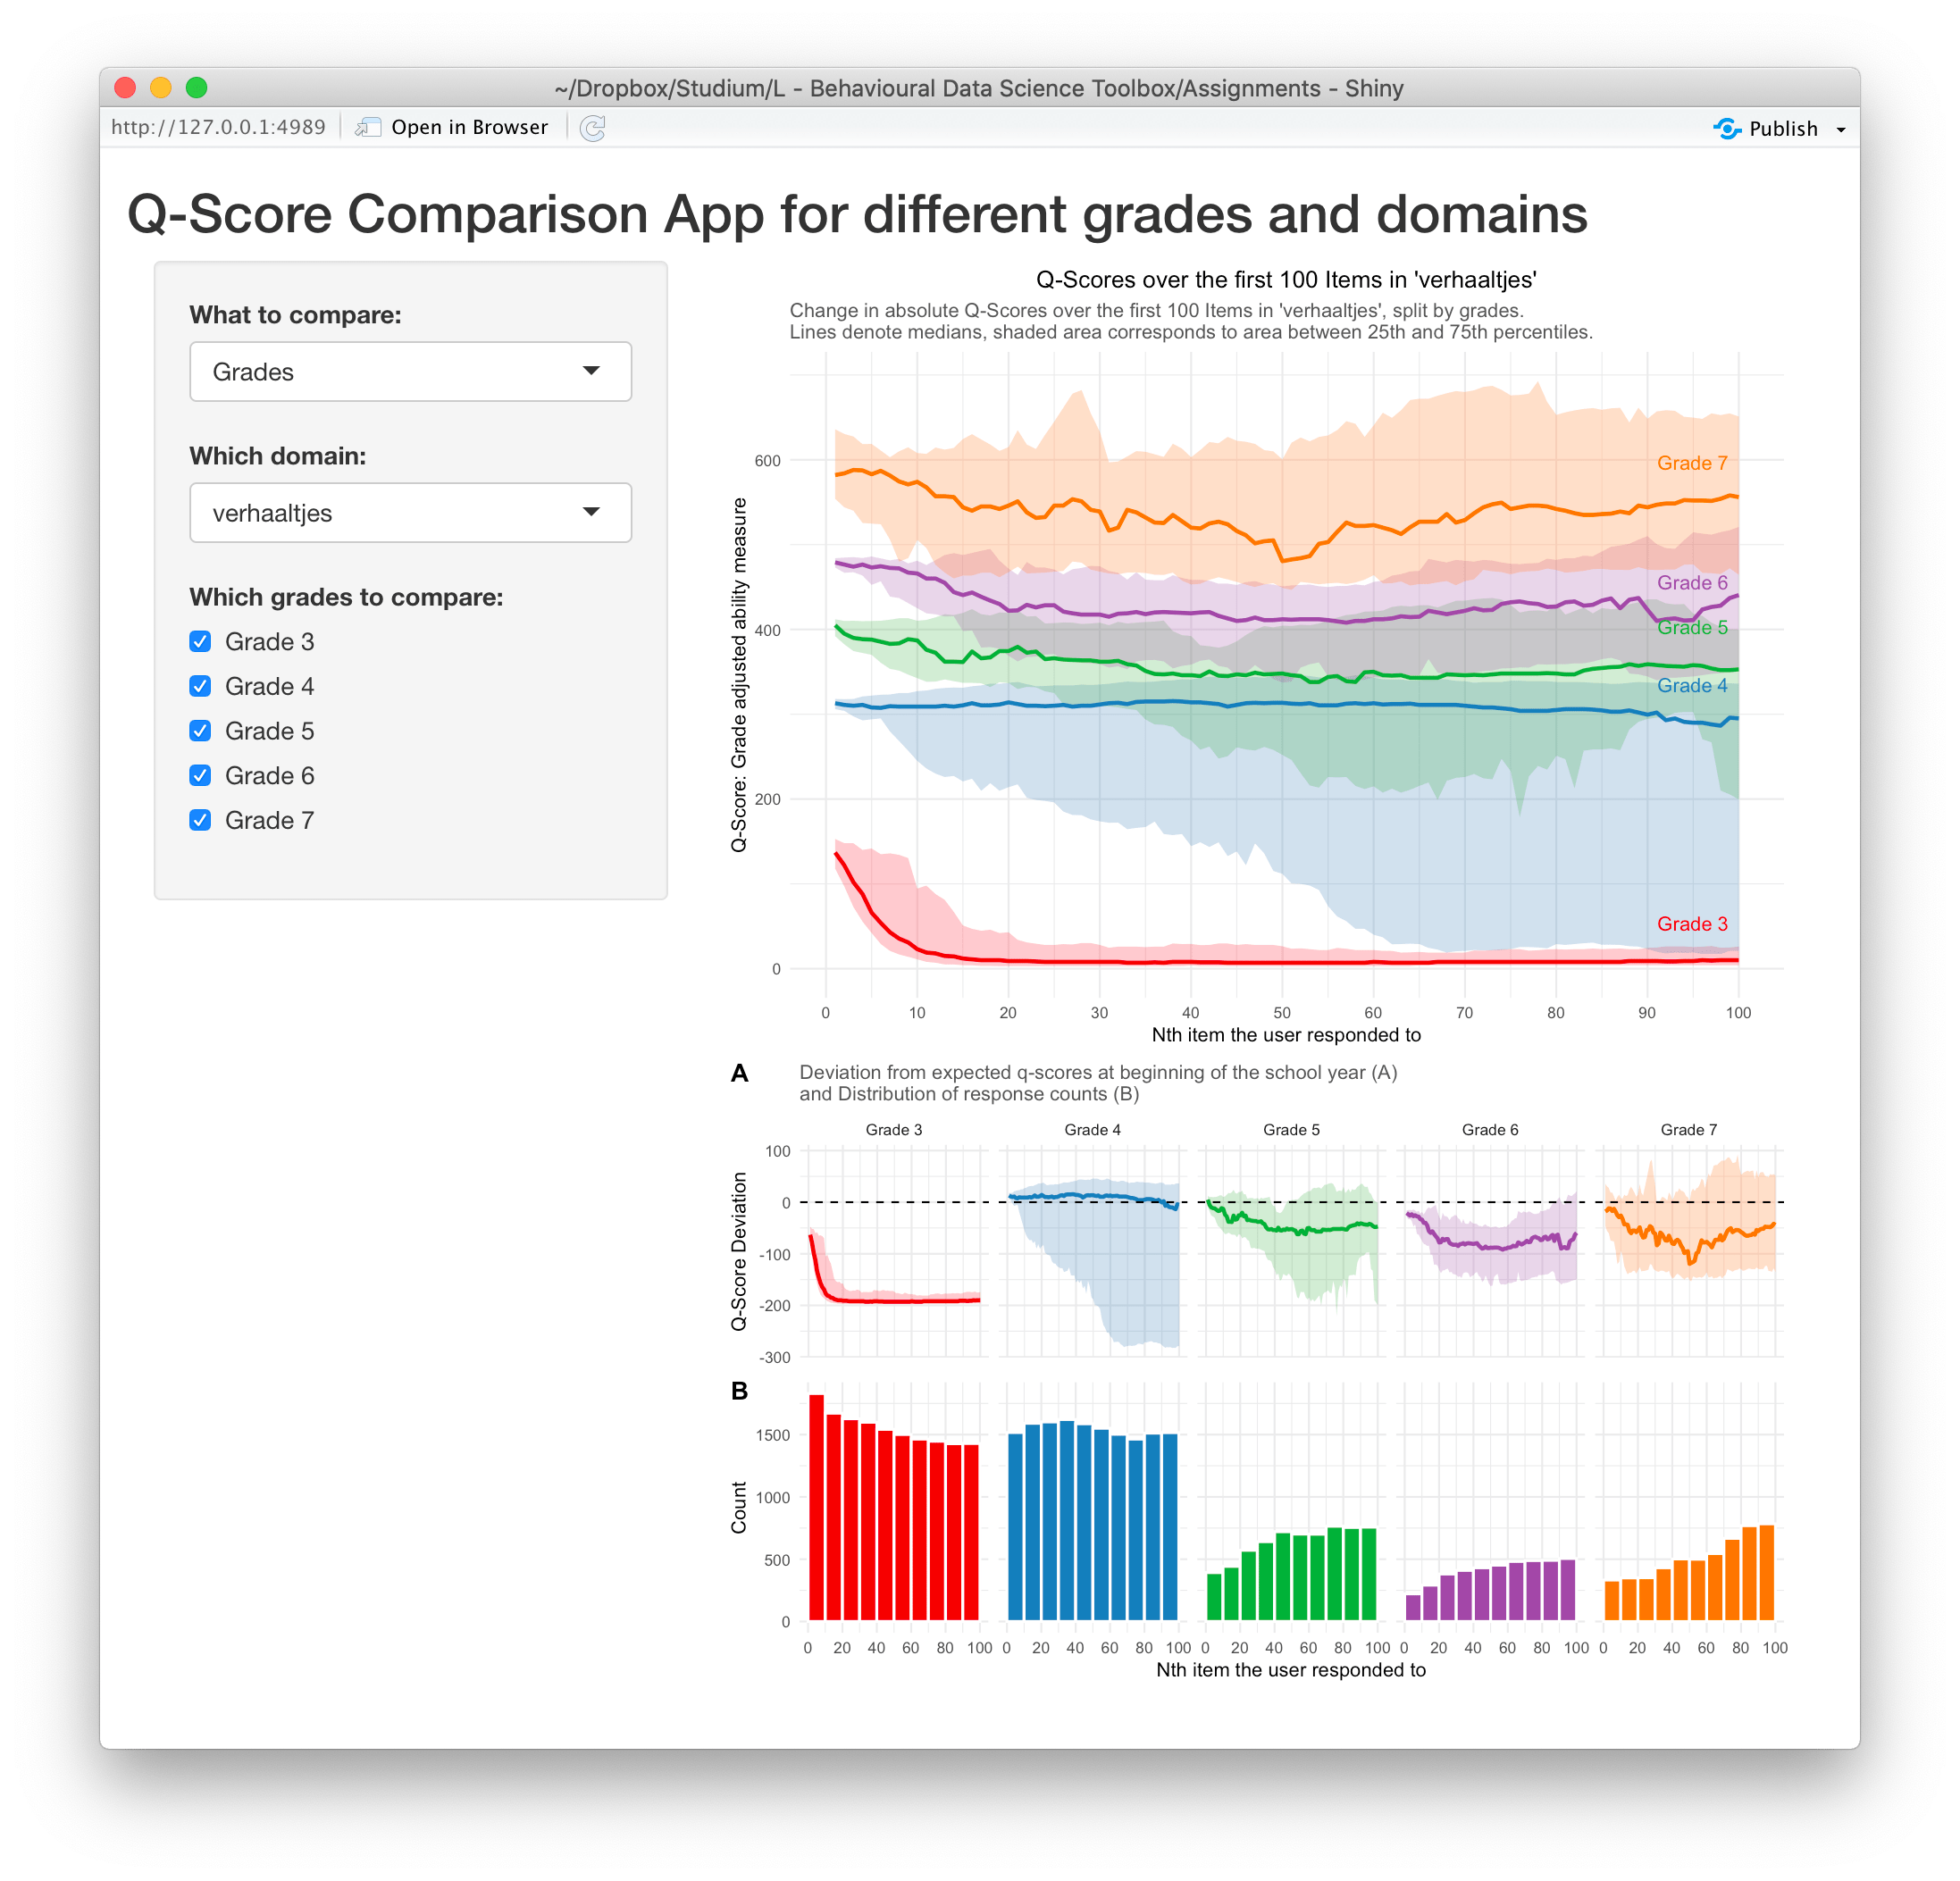 ~/Dropbox/Studium/L - Behavioural Data Science Toolbox/Assignments - Shiny
http://127.0.0.1:4989 Open in Browser Publish
Q-Score Comparison App for different grades and domains
What to compare:
Grades
Which domain:
verhaaltjes
Which grades to compare:
Grade 3
Grade 4
Grade 5
Grade 6
Grade 7
Q-Scores over the first 100 Items in 'verhaaltjes'
Change in absolute Q-Scores over the first 100 Items in 'verhaaltjes', split by grades.
Lines denote medians, shaded area corresponds to area between 25th and 75th percentiles.
Q-Score: Grade adjusted ability measure
600
400
200
0
Grade 7
Grade 6
Grade 5
Grade 4
Grade 3
0 10 20 30 40 50 60 70 80 90 100
Nth item the user responded to
A
Deviation from expected q-scores at beginning of the school year (A)
and Distribution of response counts (B)
Grade 3 Grade 4 Grade 5 Grade 6 Grade 7
Q-Score Deviation
100
0
-100
-200
-300
B
Count
1500
1000
500
0
0 20 40 60 80 100 0 20 40 60 80 100 0 20 40 60 80 100 0 20 40 60 80 100 0 20 40 60 80 100
Nth item the user responded to